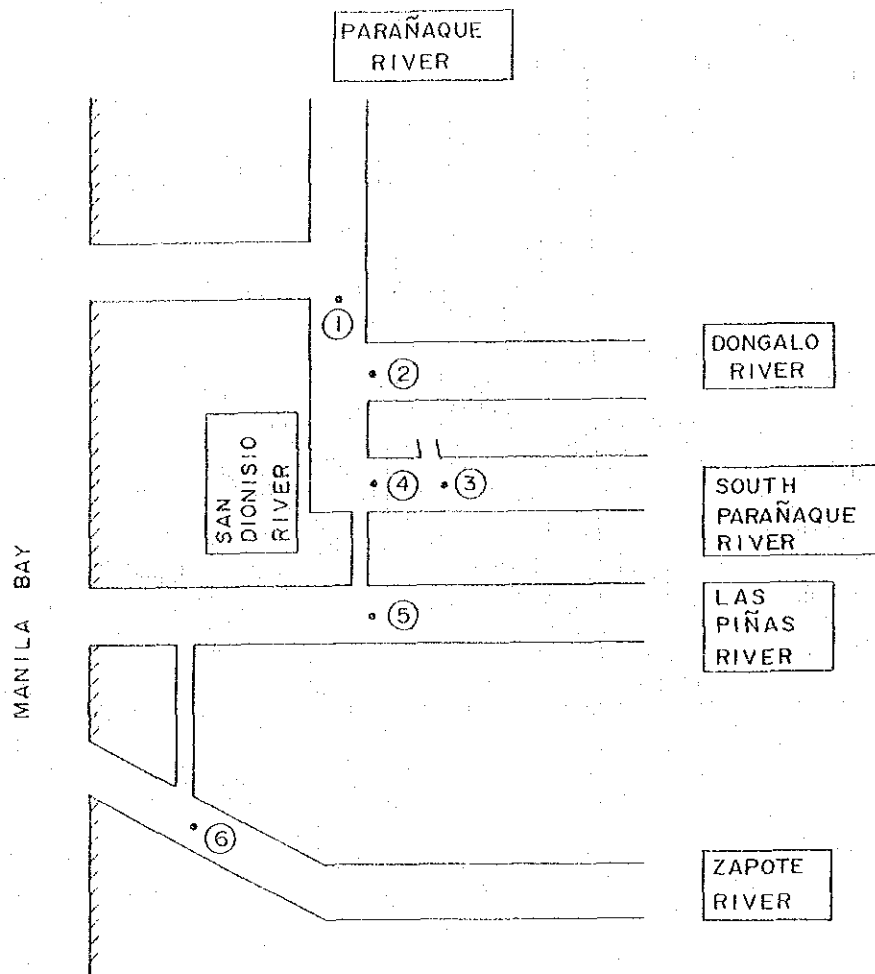 PARAÑAQUE
RIVER
①
DONGALO
RIVER
②
SAN
DIONISIO
RIVER
④
③
SOUTH
PARAÑAQUE
RIVER
MANILA BAY
⑤
LAS
PIÑAS
RIVER
⑥
ZAPOTE
RIVER